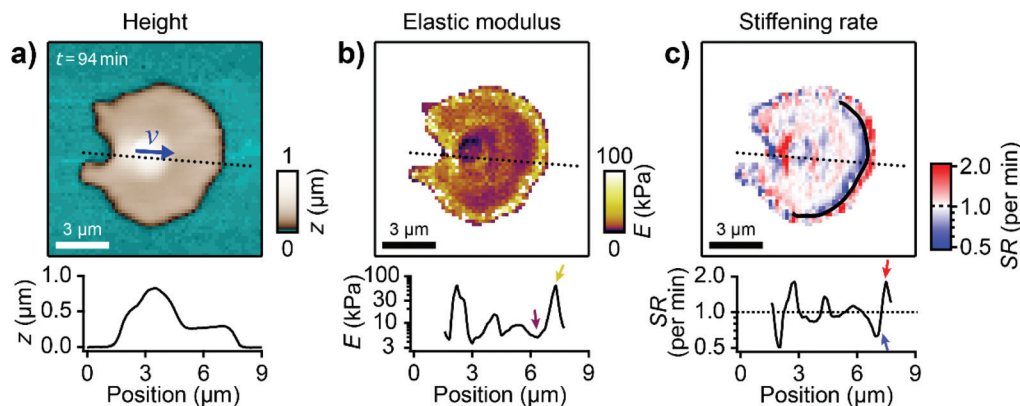 Height
Elastic modulus
Stiffening rate
a)
t = 94 min
v
3 µm
1
0
z (µm)
b)
3 µm
100
0
E (kPa)
c)
3 µm
2.0
1.0
0.5
SR (per min)
1.0
0.5
0.0
z (µm)
0 3 6 9
Position (µm)
100
30
10
E (kPa)
0 3 6 9
Position (µm)
2.0
1.0
0.5
SR
(per min)
0 3 6 9
Position (µm)